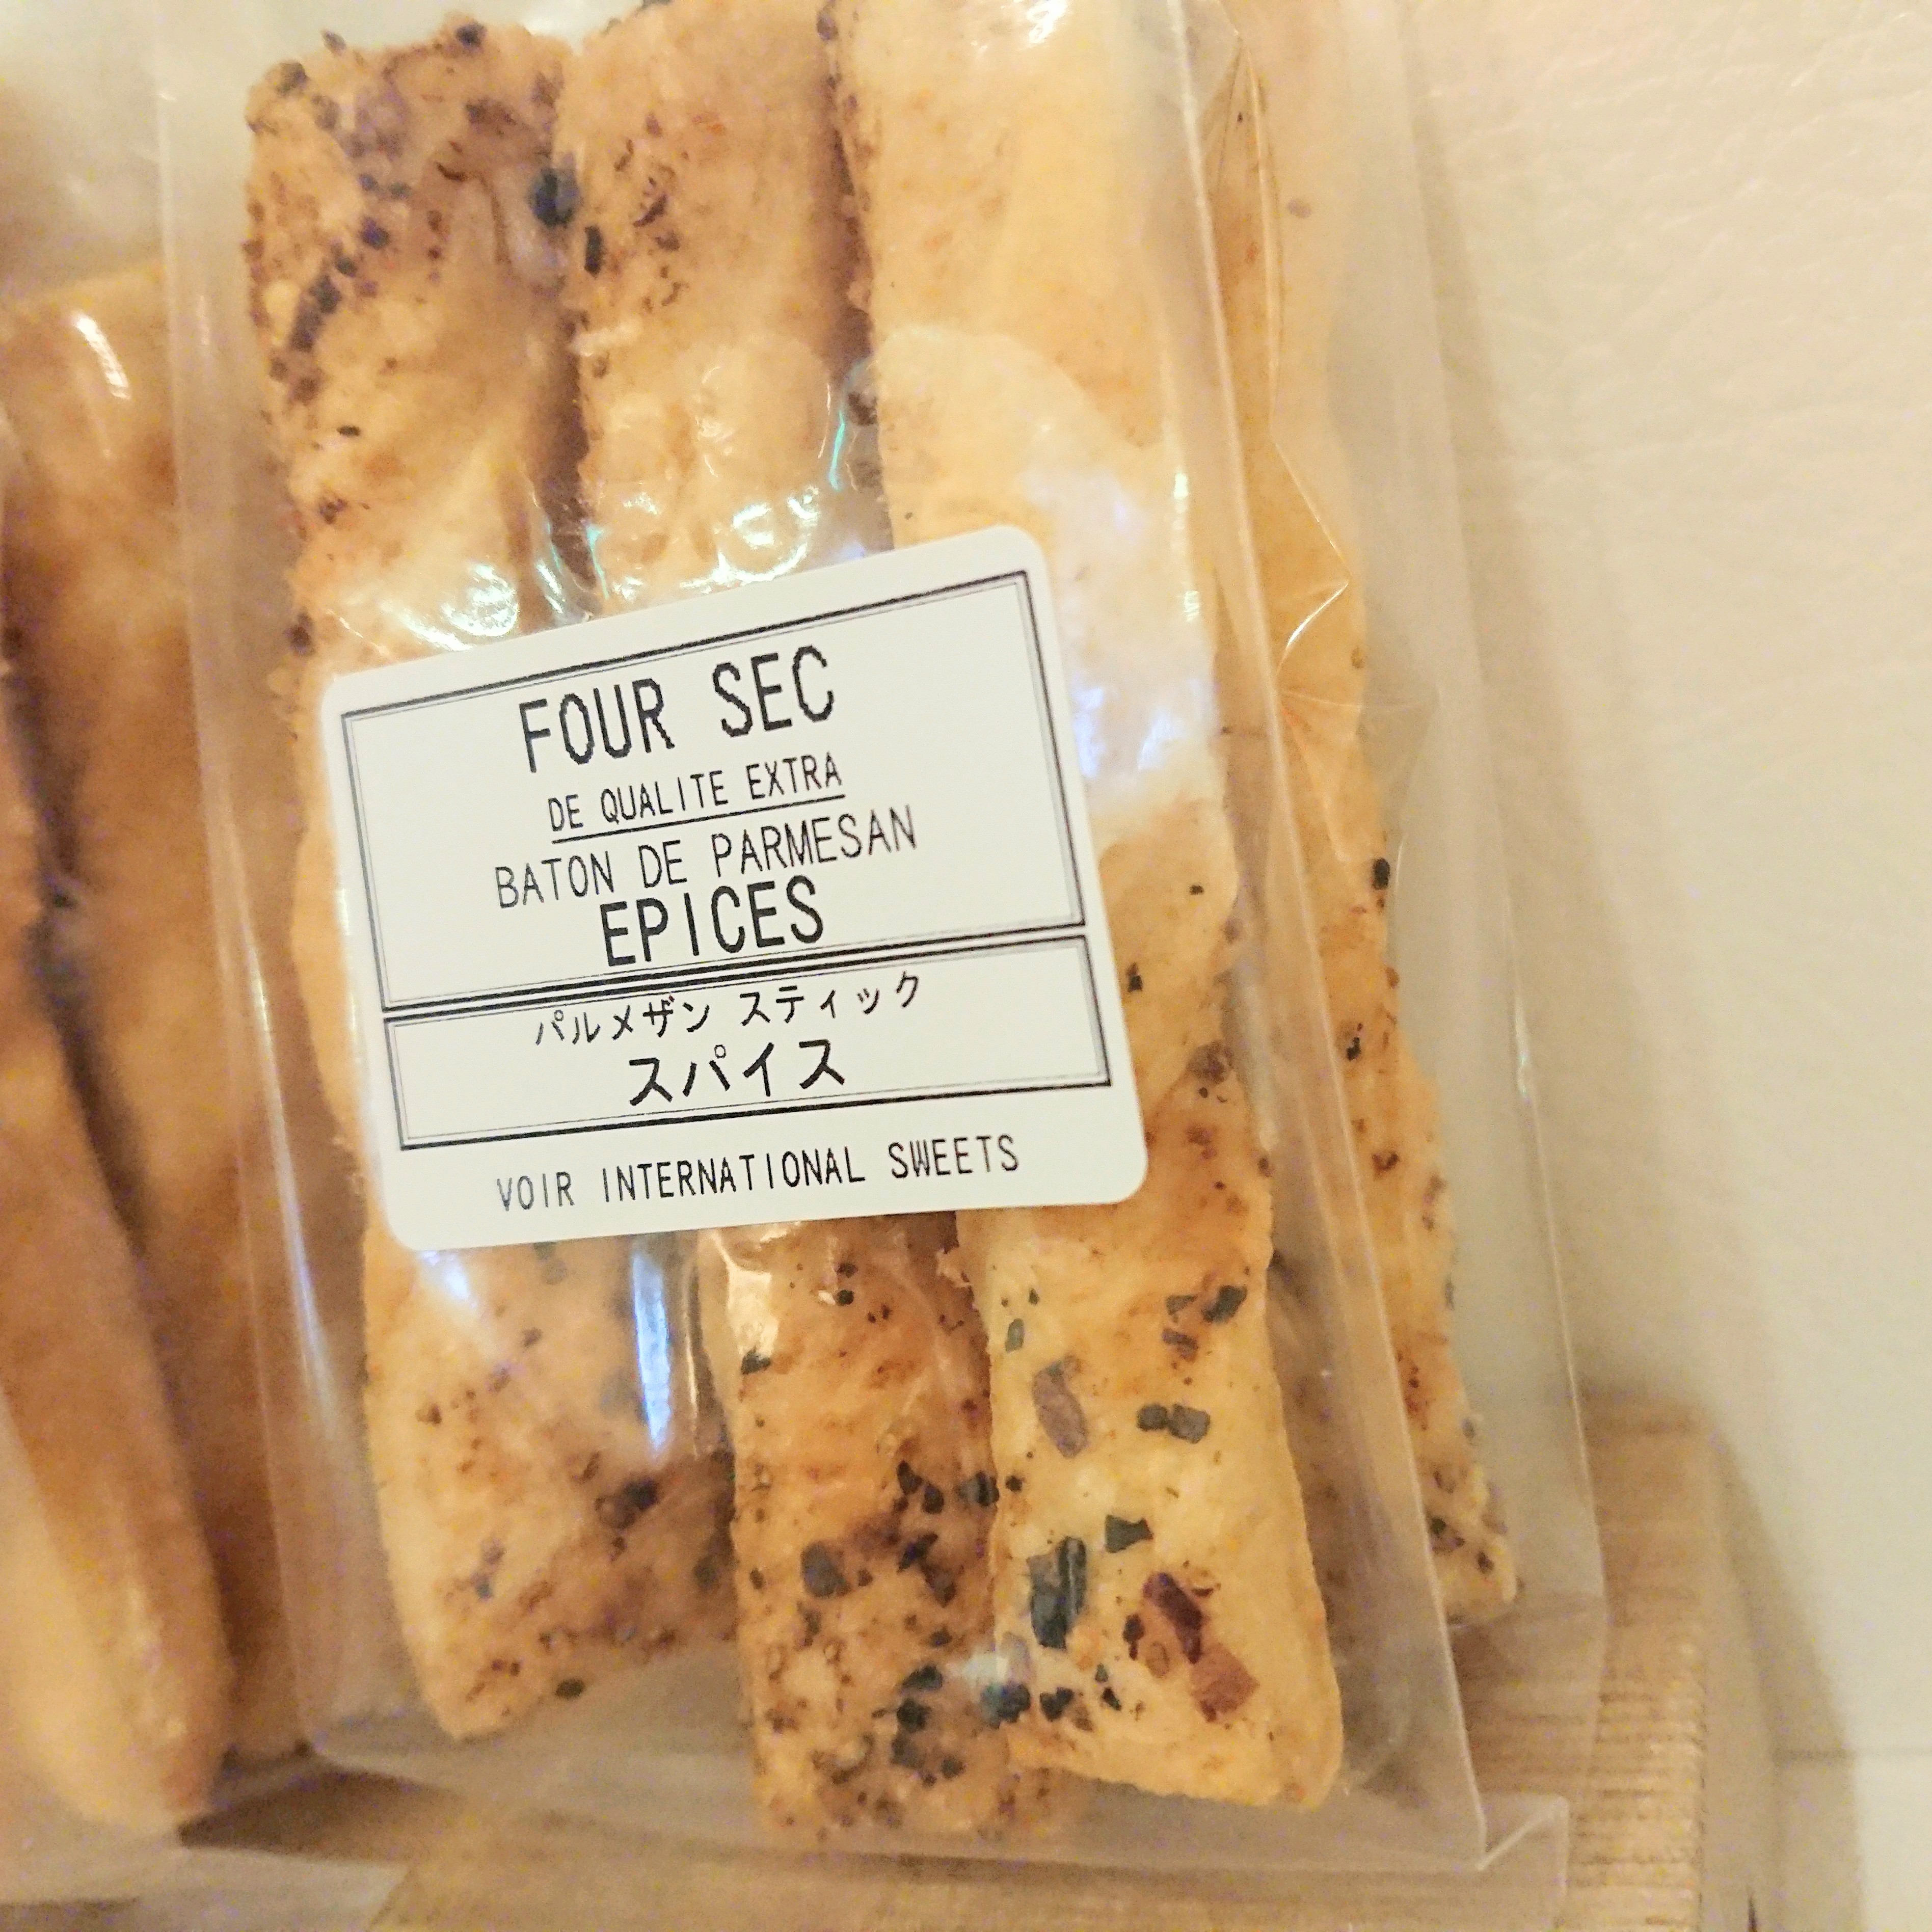 FOUR SEC
DE QUALITE EXTRA
BATON DE PARMESAN
EPICES
パルメザン スティック
スパイス
VOIR INTERNATIONAL SWEETS